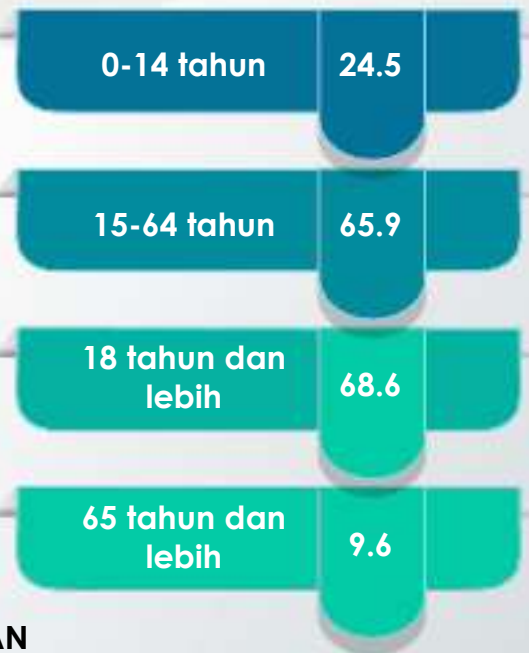 0-14 tahun 24.5
15-64 tahun 65.9
18 tahun dan
lebih 68.6
65 tahun dan
lebih 9.6
AN